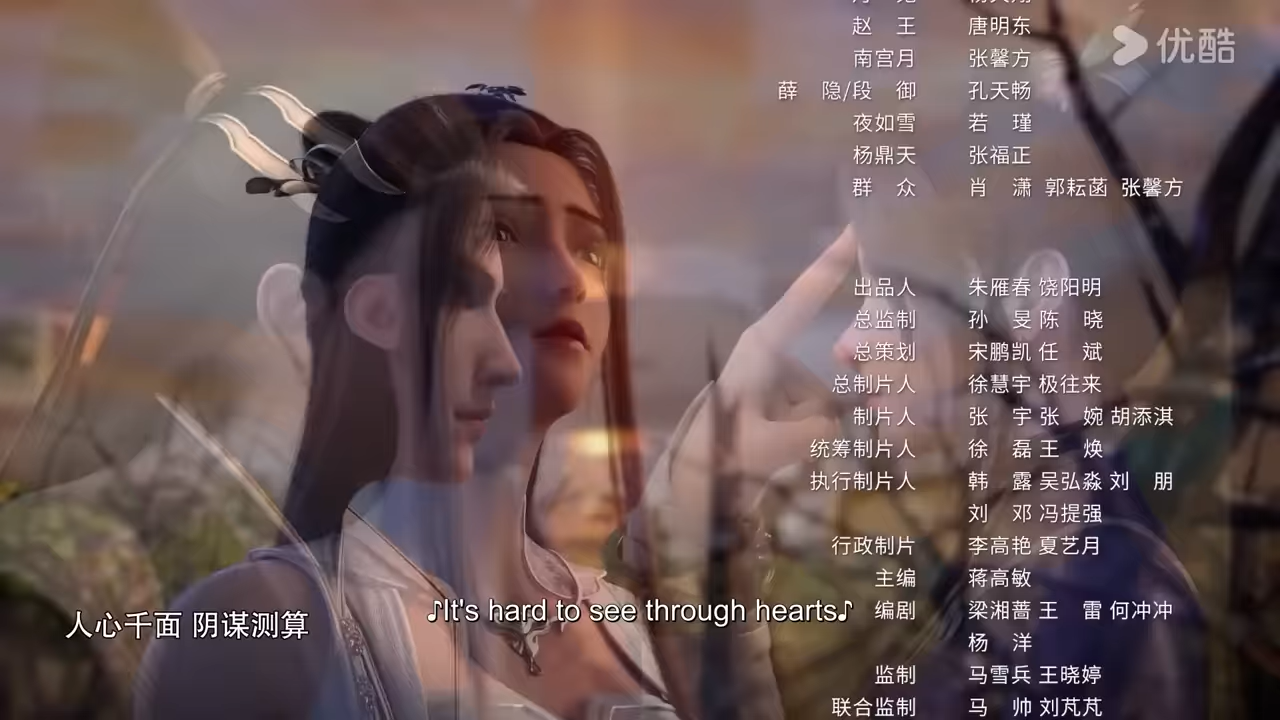 优酷
赵 王 唐明东
南宫月 张馨方
薛 隐/段 御 孔天畅
夜如雪 若 瑾
杨鼎天 张福正
群 众 肖 潇 郭耘菡 张馨方
出品人 朱雁春 饶阳明
总监制 孙 旻 陈 晓
总策划 宋鹏凯 任 斌
总制片人 徐慧宇 极往来
制片人 张 宇 张 婉 胡添淇
统筹制片人 徐 磊 王 焕
执行制片人 韩 露 吴弘淼 刘 朋
刘 邓 冯提强
行政制片 李高艳 夏艺月
主编 蒋高敏
编剧 梁湘蔷 王 雷 何冲冲
杨 洋
监制 马雪兵 王晓婷
联合监制 马 帅 刘芃芃
♪It's hard to see through hearts♪
人心千面 阴谋测算